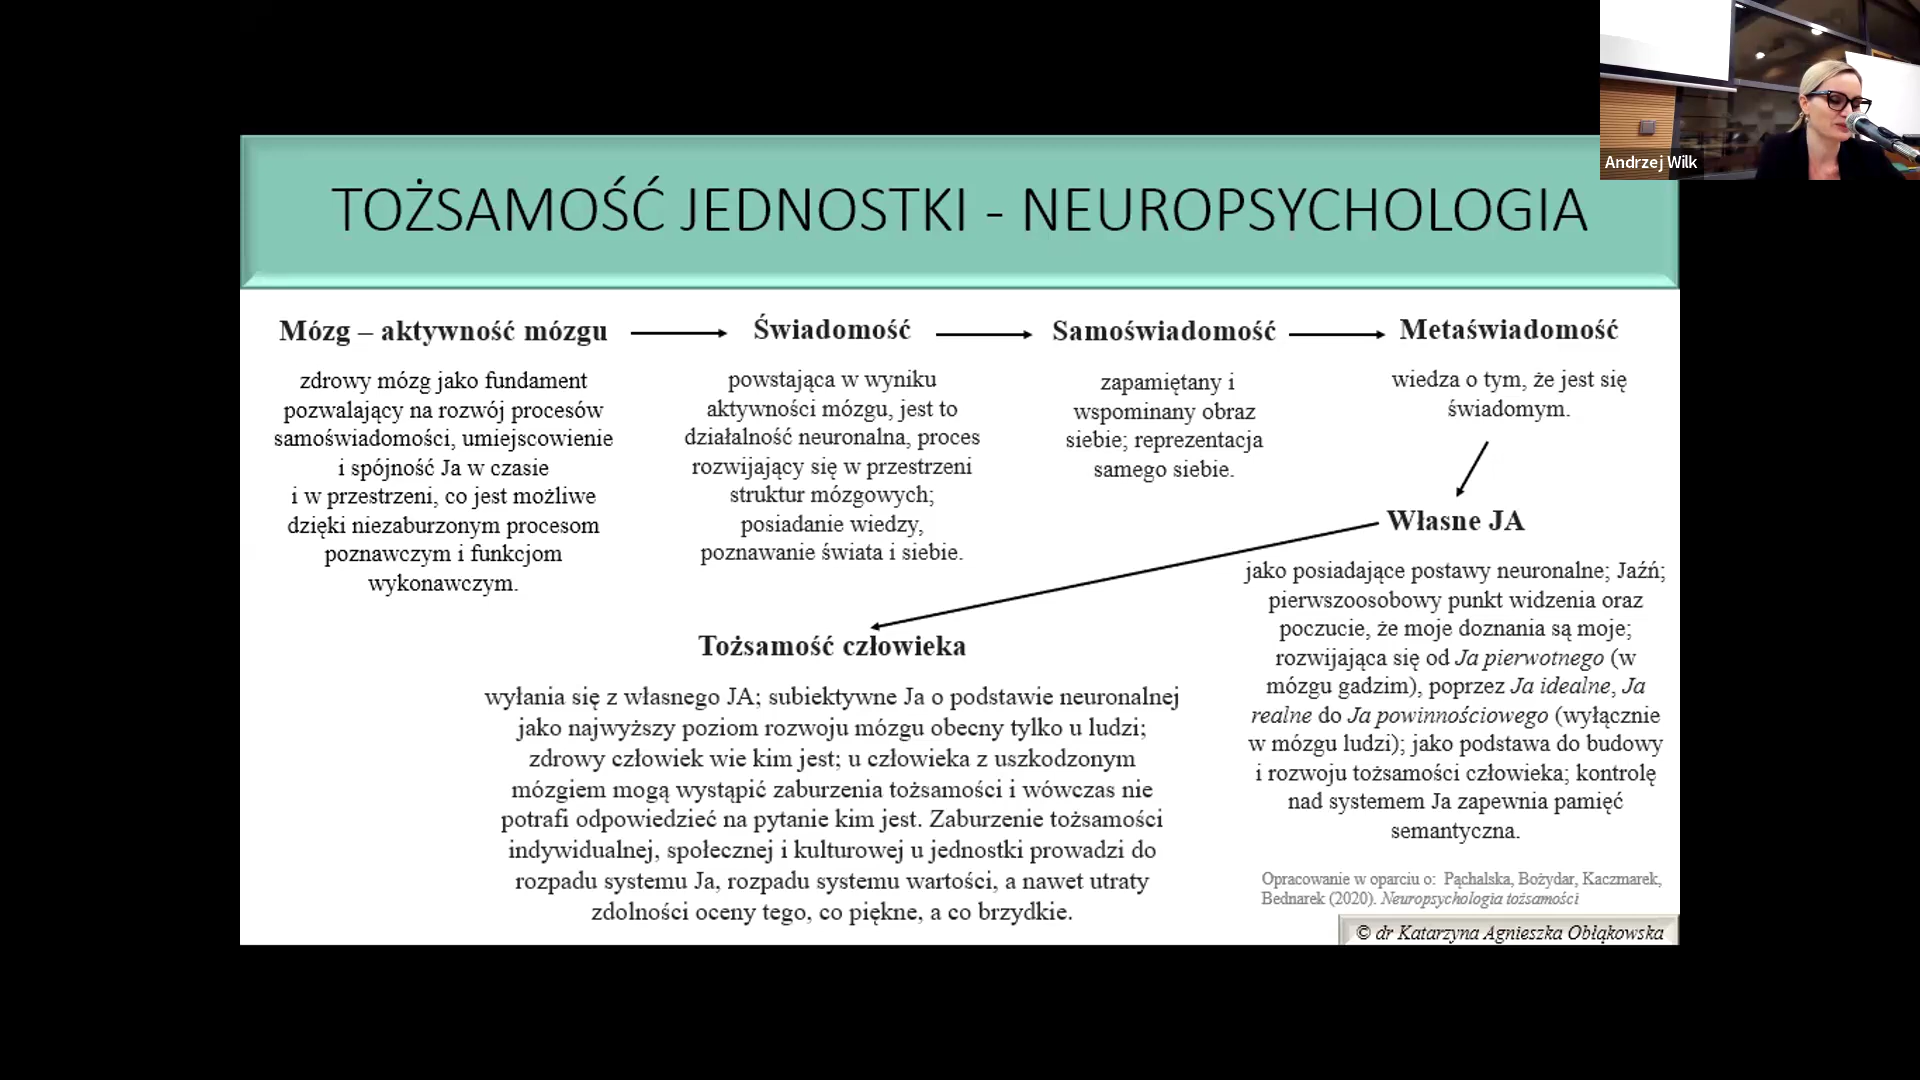 Andrzej Wilk
TOŻSAMOŚĆ JEDNOSTKI - NEUROPSYCHOLOGIA
Mózg – aktywność mózgu
zdrowy mózg jako fundament
pozwalający na rozwój procesów
samoświadomości, umiejscowienie
i spójność Ja w czasie
i w przestrzeni, co jest możliwe
dzięki niezaburzonym procesom
poznawczym i funkcjom
wykonawczym.
Świadomość
powstająca w wyniku
aktywności mózgu, jest to
działalność neuronalna, proces
rozwijający się w przestrzeni
struktur mózgowych;
posiadanie wiedzy,
poznawanie świata i siebie.
Samoświadomość
zapamiętany i
wspominany obraz
siebie; reprezentacja
samego siebie.
Metaświadomość
wiedza o tym, że jest się
świadomym.
Własne JA
jako posiadające postawy neuronalne; Jaźń;
pierwszoosobowy punkt widzenia oraz
poczucie, że moje doznania są moje;
rozwijająca się od Ja pierwotnego (w
mózgu gadzim), poprzez Ja idealne, Ja
realne do Ja powinnościowego (wyłącznie
w mózgu ludzi); jako podstawa do budowy
i rozwoju tożsamości człowieka; kontrolę
nad systemem Ja zapewnia pamięć
semantyczna.
Tożsamość człowieka
wyłania się z własnego JA; subiektywne Ja o podstawie neuronalnej
jako najwyższy poziom rozwoju mózgu obecny tylko u ludzi;
zdrowy człowiek wie kim jest; u człowieka z uszkodzonym
mózgiem mogą wystąpić zaburzenia tożsamości i wówczas nie
potrafi odpowiedzieć na pytanie kim jest. Zaburzenie tożsamości
indywidualnej, społecznej i kulturowej u jednostki prowadzi do
rozpadu systemu Ja, rozpadu systemu wartości, a nawet utraty
zdolności oceny tego, co piękne, a co brzydkie.
Opracowanie w oparciu o: Pąchalska, Bożydar, Kaczmarek,
Bednarek (2020). Neuropsychologia tożsamości
© dr Katarzyna Agnieszka Obłąkowska